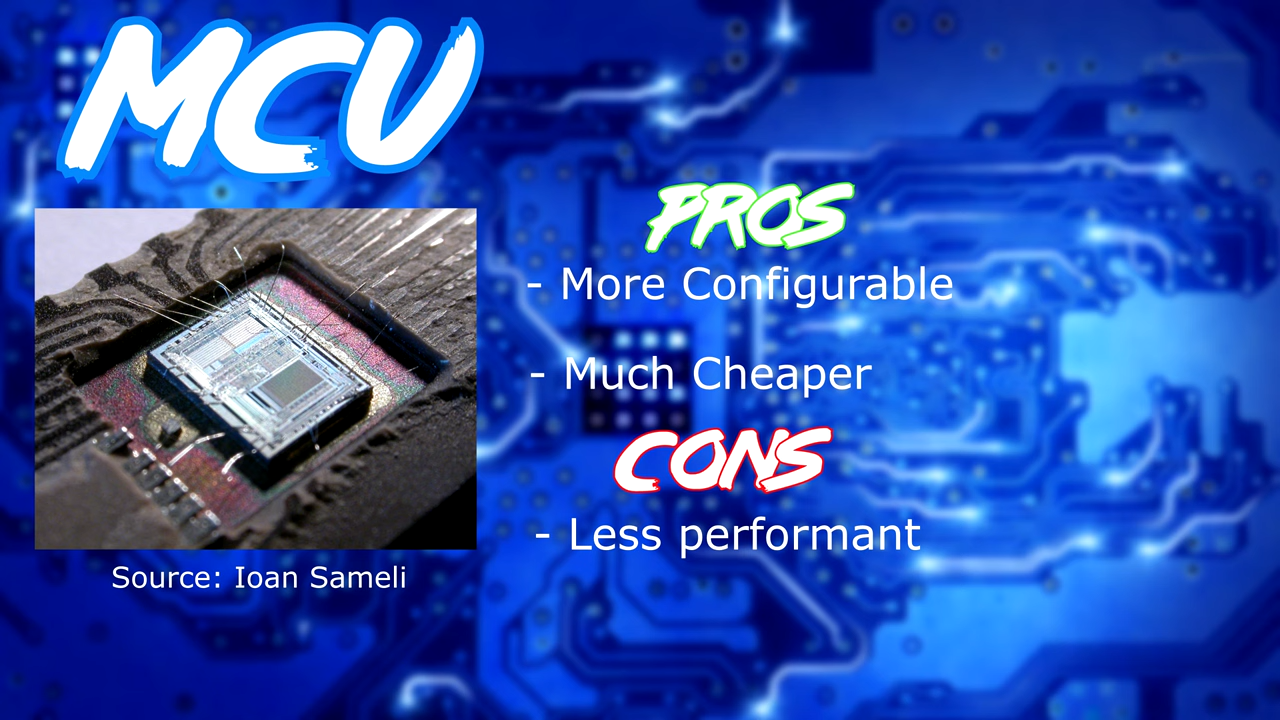 MCU
PROS
- More Configurable
- Much Cheaper
CONS
- Less performant
Source: Ioan Sameli